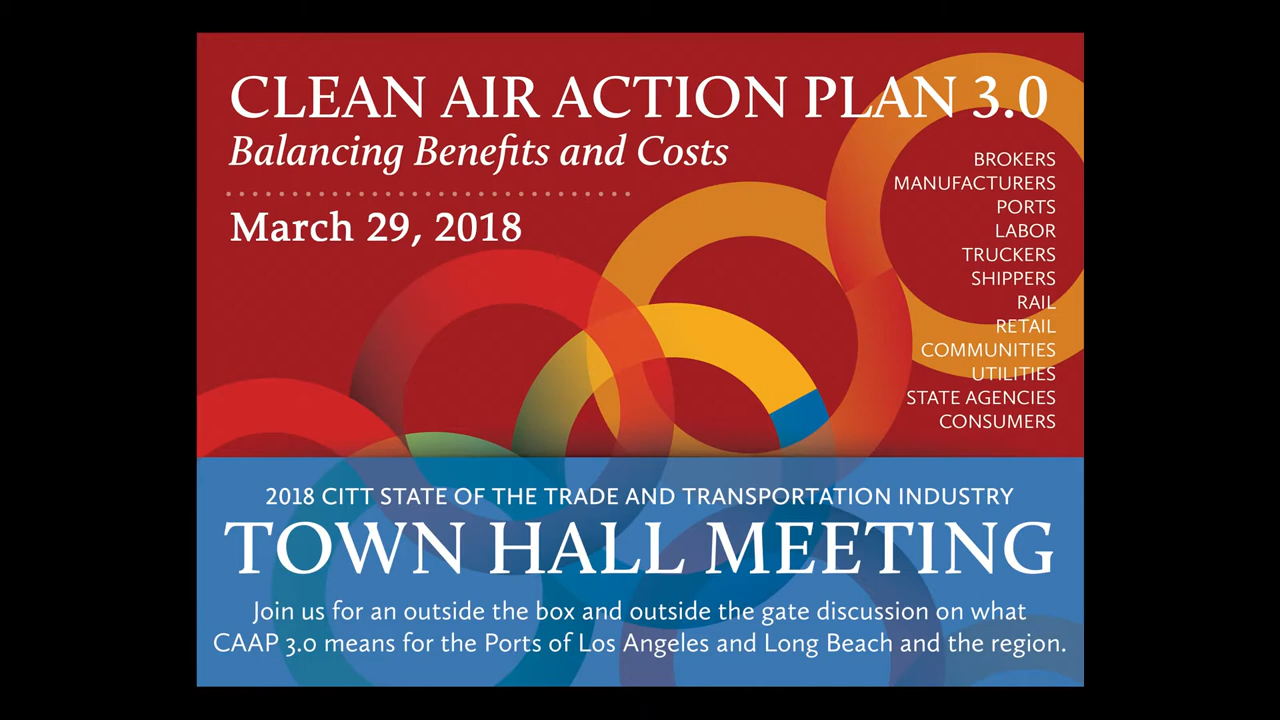 CLEAN AIR ACTION PLAN 3.0
Balancing Benefits and Costs
March 29, 2018
BROKERS
MANUFACTURERS
PORTS
LABOR
TRUCKERS
SHIPPERS
RAIL
RETAIL
COMMUNITIES
UTILITIES
STATE AGENCIES
CONSUMERS
2018 CITT STATE OF THE TRADE AND TRANSPORTATION INDUSTRY
TOWN HALL MEETING
Join us for an outside the box and outside the gate discussion on what
CAAP 3.0 means for the Ports of Los Angeles and Long Beach and the region.